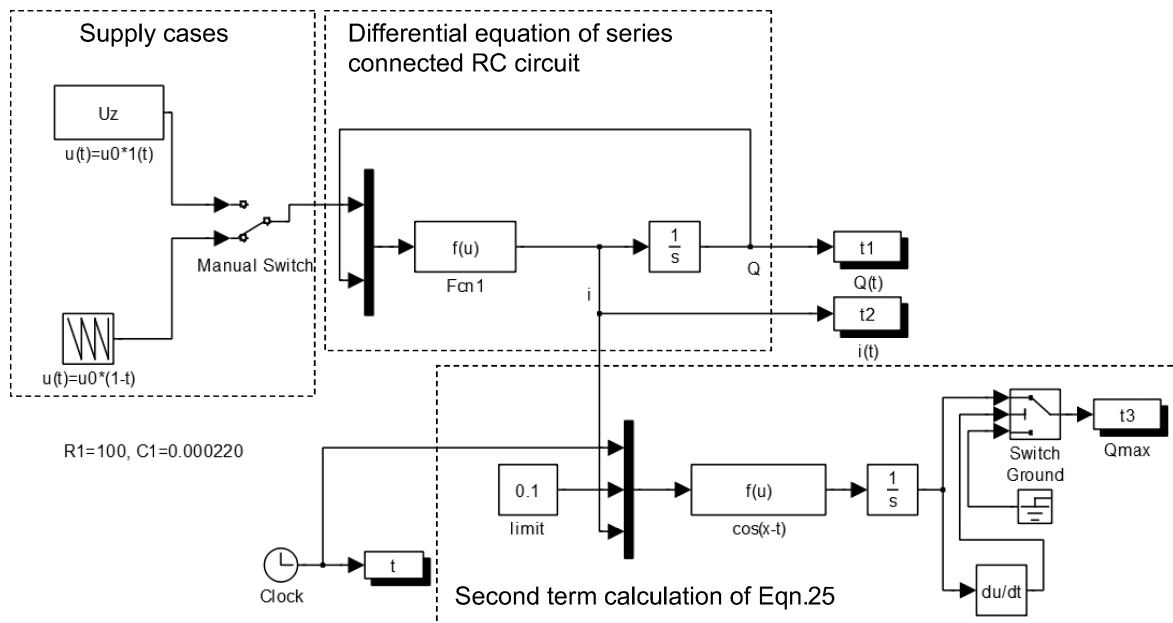 Supply cases
Differential equation of series
connected RC circuit
Uz
u(t)=u0*1(t)
Manual Switch
u(t)=u0*(1-t)
f(u)
Fcn1
1
s
Q
i
t1
Q(t)
t2
i(t)
R1=100, C1=0.000220
0.1
limit
f(u)
cos(x-t)
1
s
Switch
Ground
t3
Qmax
du/dt
Clock
t
Second term calculation of Eqn.25